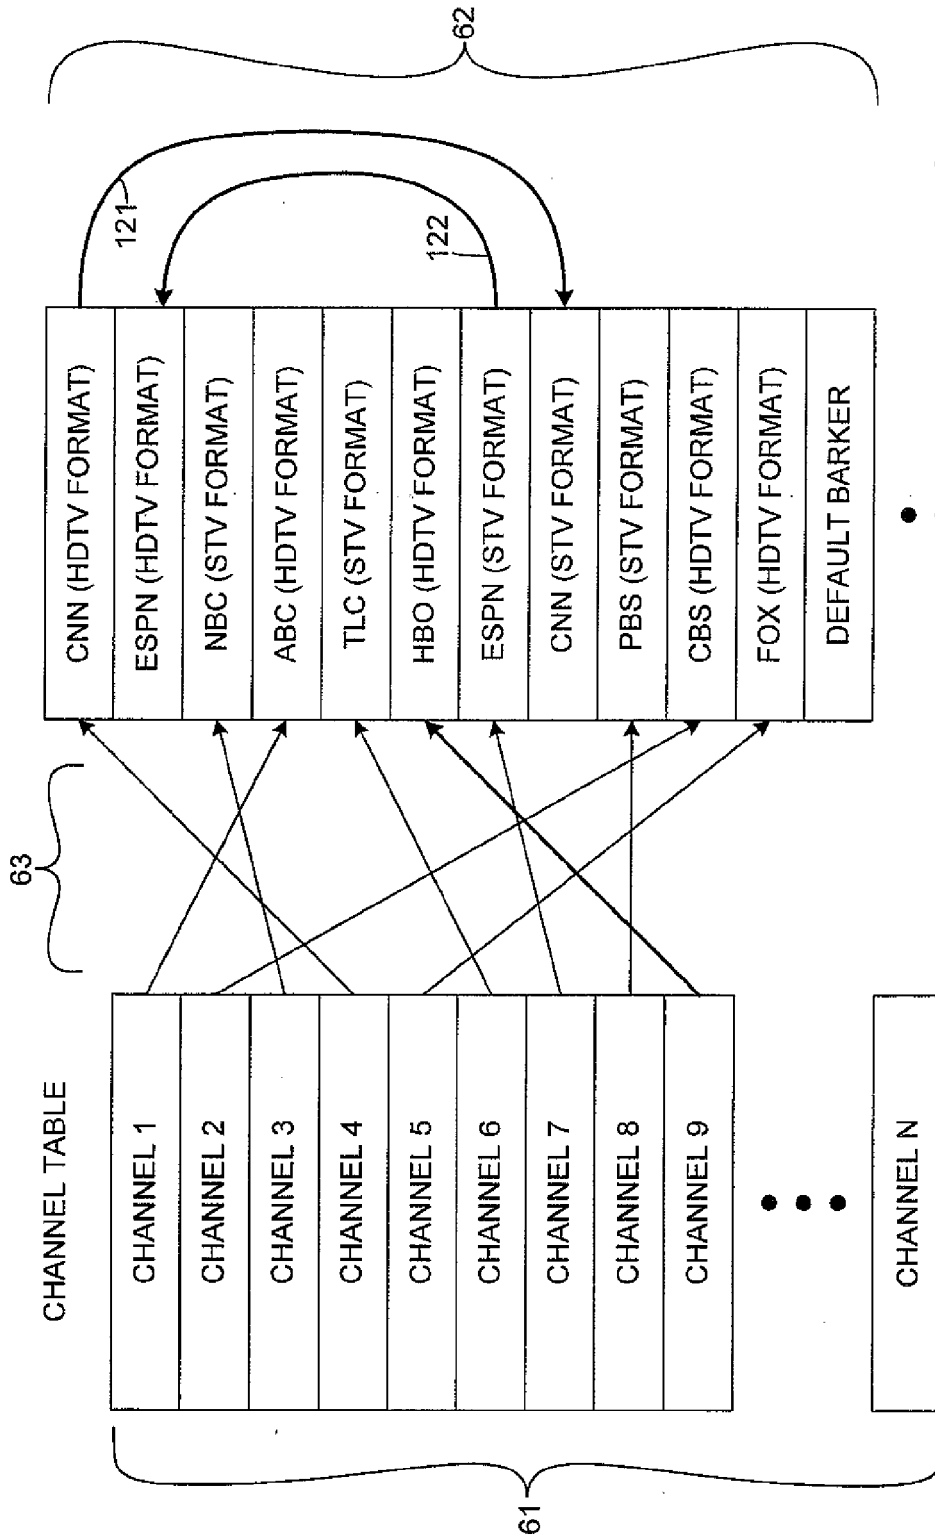 CHANNEL TABLE
CHANNEL 1
CHANNEL 2
CHANNEL 3
CHANNEL 4
CHANNEL 5
CHANNEL 6
CHANNEL 7
CHANNEL 8
CHANNEL 9
CHANNEL N
61
63
CNN (HDTV FORMAT)
ESPN (HDTV FORMAT)
NBC (STV FORMAT)
ABC (HDTV FORMAT)
TLC (STV FORMAT)
HBO (HDTV FORMAT)
ESPN (STV FORMAT)
CNN (STV FORMAT)
PBS (STV FORMAT)
CBS (HDTV FORMAT)
FOX (HDTV FORMAT)
DEFAULT BARKER
121
122
62